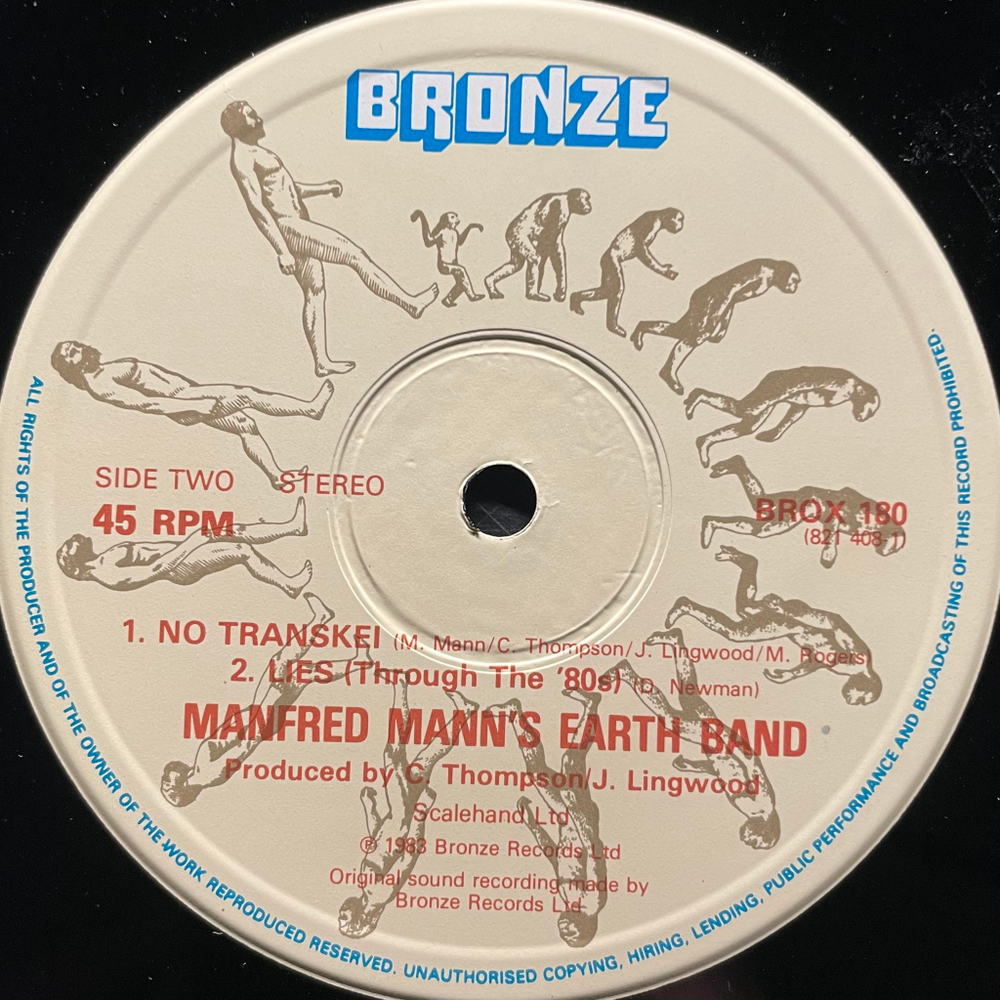 BRONZE
SIDE TWO STEREO
45 RPM
BROX 180
(821 408-1)
1. NO TRANSKEI (M. Mann/C. Thompson/J. Lingwood/M. Rogers)
2. LIES (Through The '80s) (D. Newman)
MANFRED MANN'S EARTH BAND
Produced by C. Thompson/J. Lingwood
Scalehand Ltd
℗ 1983 Bronze Records Ltd
Original sound recording made by
Bronze Records Ltd
ALL RIGHTS OF THE PRODUCER AND OF THE OWNER OF THE WORK REPRODUCED RESERVED. UNAUTHORISED COPYING, HIRING, LENDING, PUBLIC PERFORMANCE AND BROADCASTING OF THIS RECORD PROHIBITED.